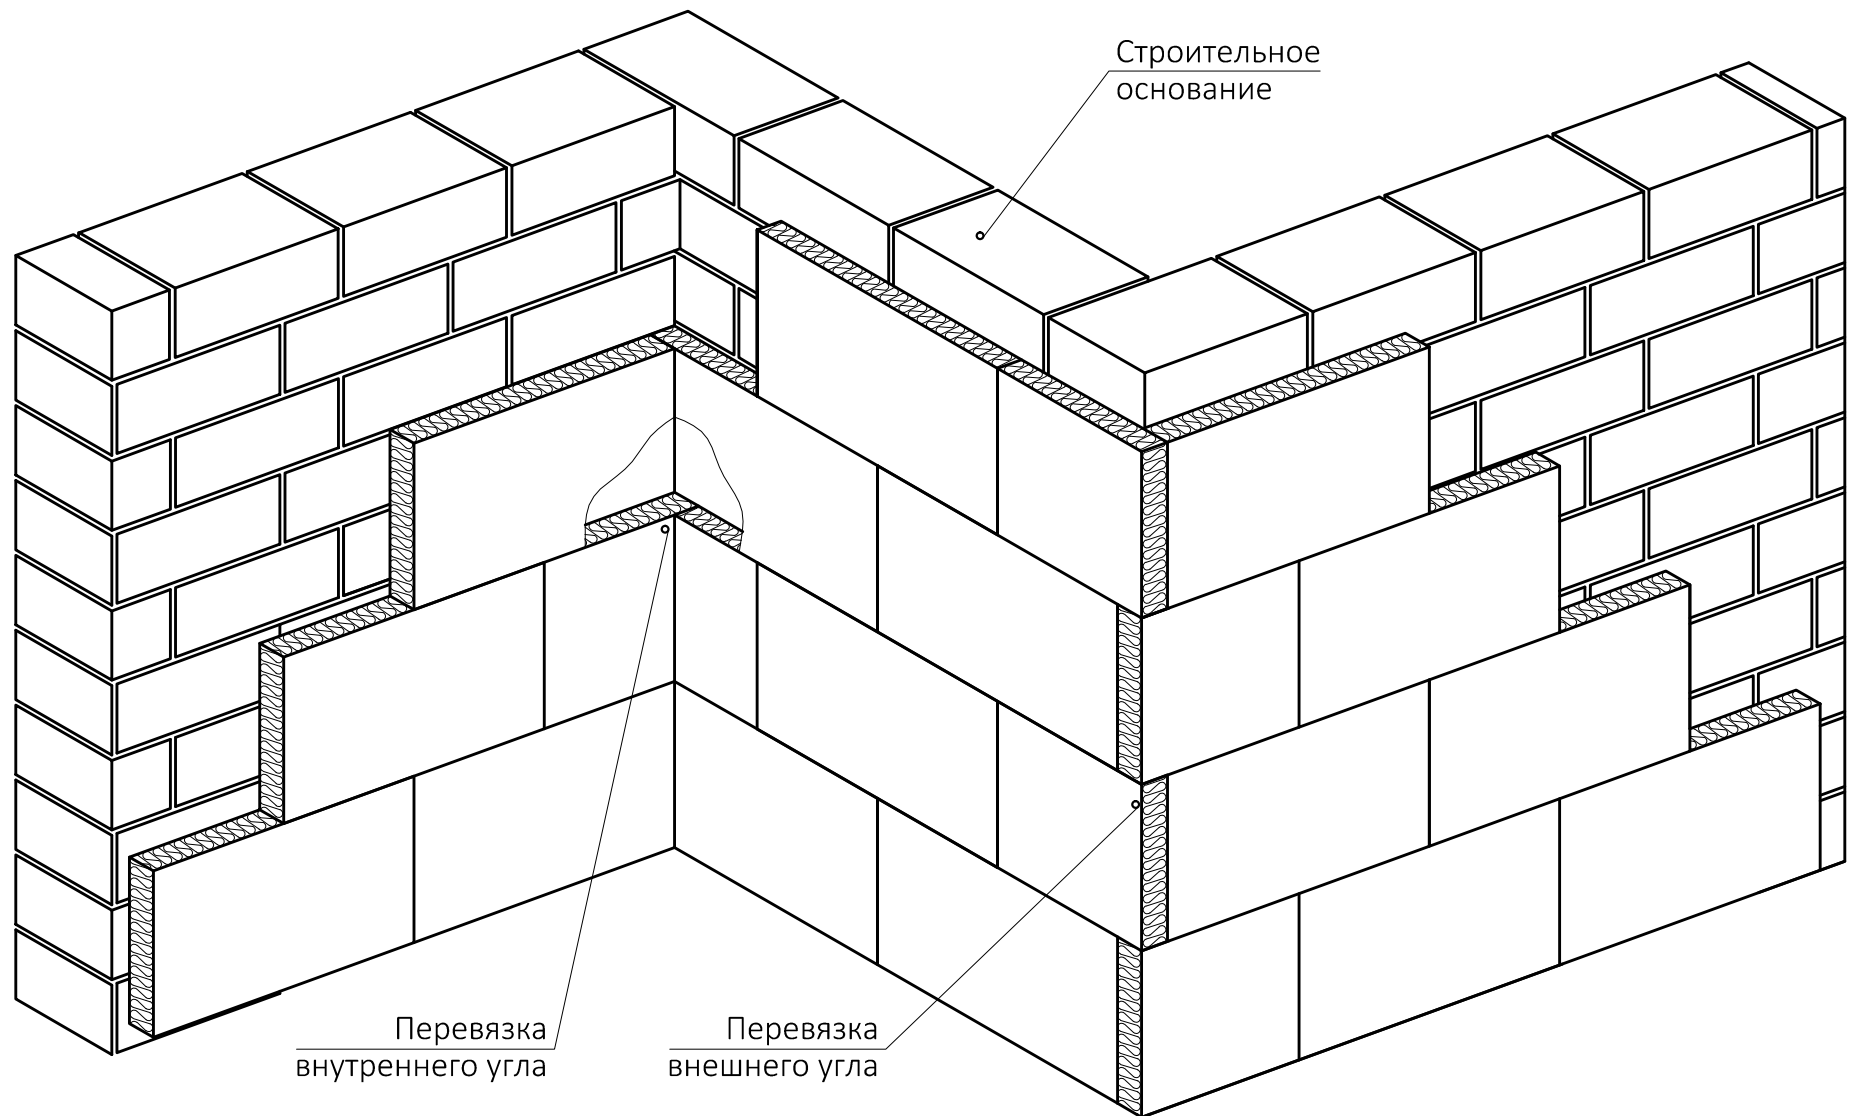 Строительное
основание
Перевязка
внутреннего угла
Перевязка
внешнего угла